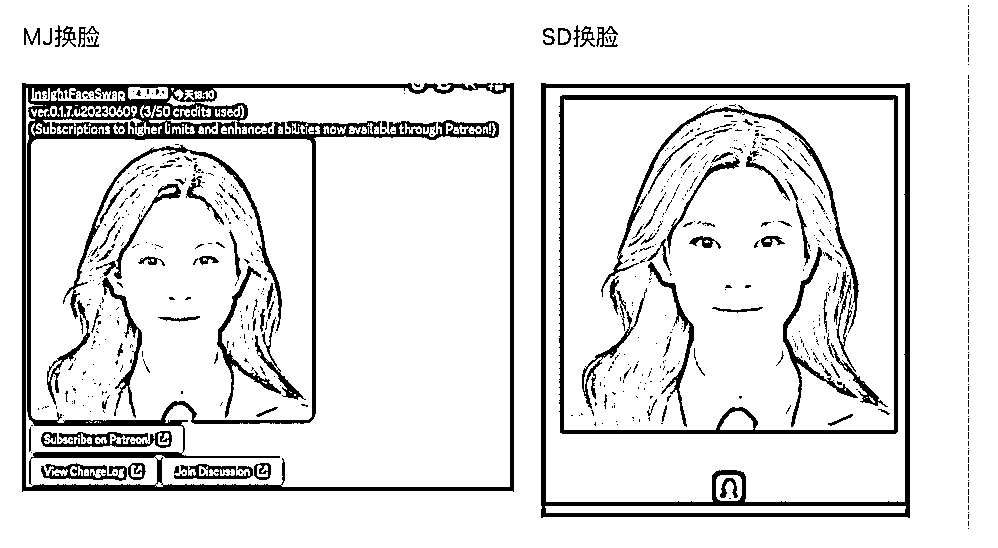 MJ换脸
SD换脸
InsightFaceSwap 今天18:10
ver.0.1.7.u20230609 (3/50 credits used)
(Subscriptions to higher limits and enhanced abilities now available through Patreon!)
Subscribe on Patreon!
View ChangeLog
Join Discussion